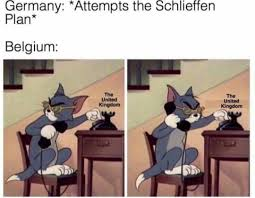 Germany: *Attempts the Schlieffen
Plan*
Belgium:
The
United
Kingdom
The
United
Kingdom